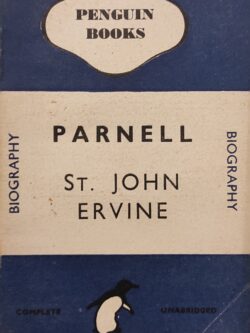 PENGUIN
BOOKS
PARNELL
ST. JOHN
ERVINE
BIOGRAPHY
BIOGRAPHY
COMPLETE
UNABRIDGED